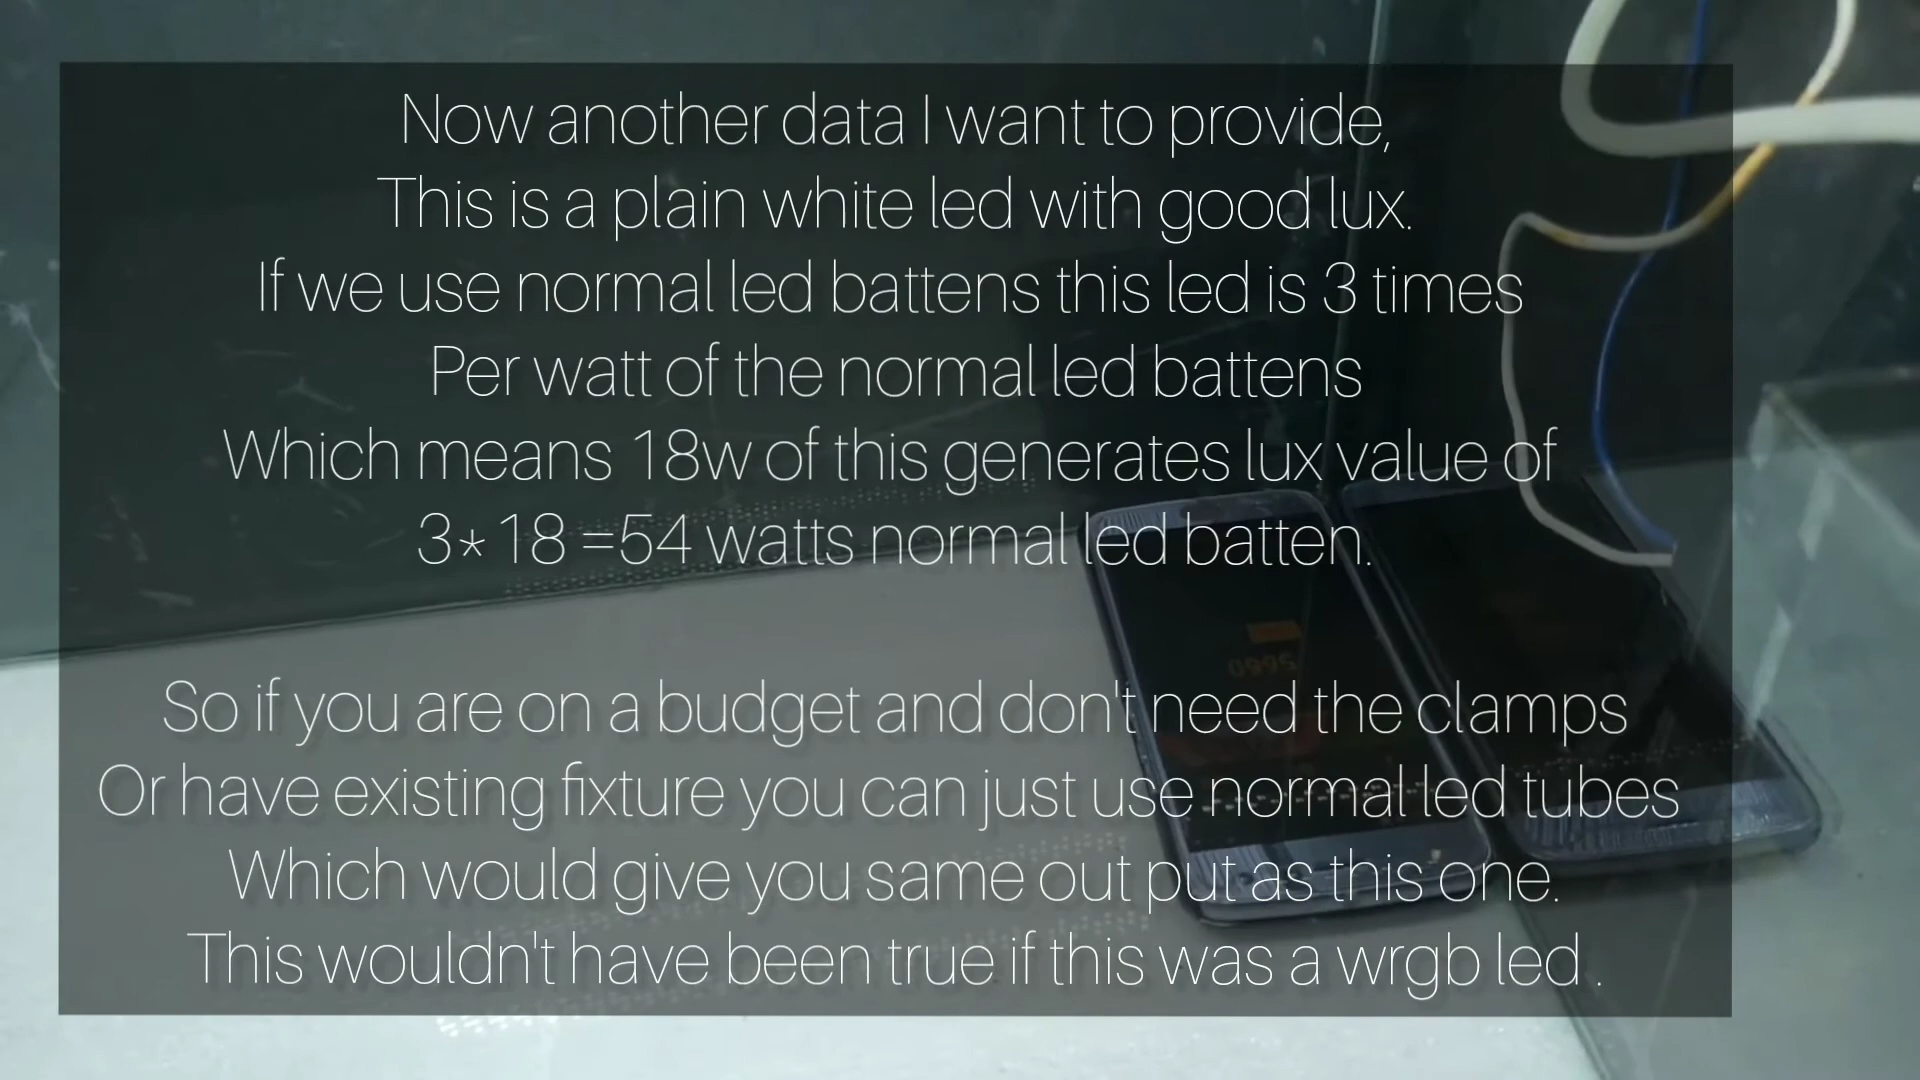 Now another data I want to provide,
This is a plain white led with good lux.
If we use normal led battens this led is 3 times
Per watt of the normal led battens
Which means 18w of this generates lux value of
3*18 =54 watts normal led batten.
So if you are on a budget and don't need the clamps
Or have existing fixture you can just use normal led tubes
Which would give you same out put as this one.
This wouldn't have been true if this was a wrgb led .